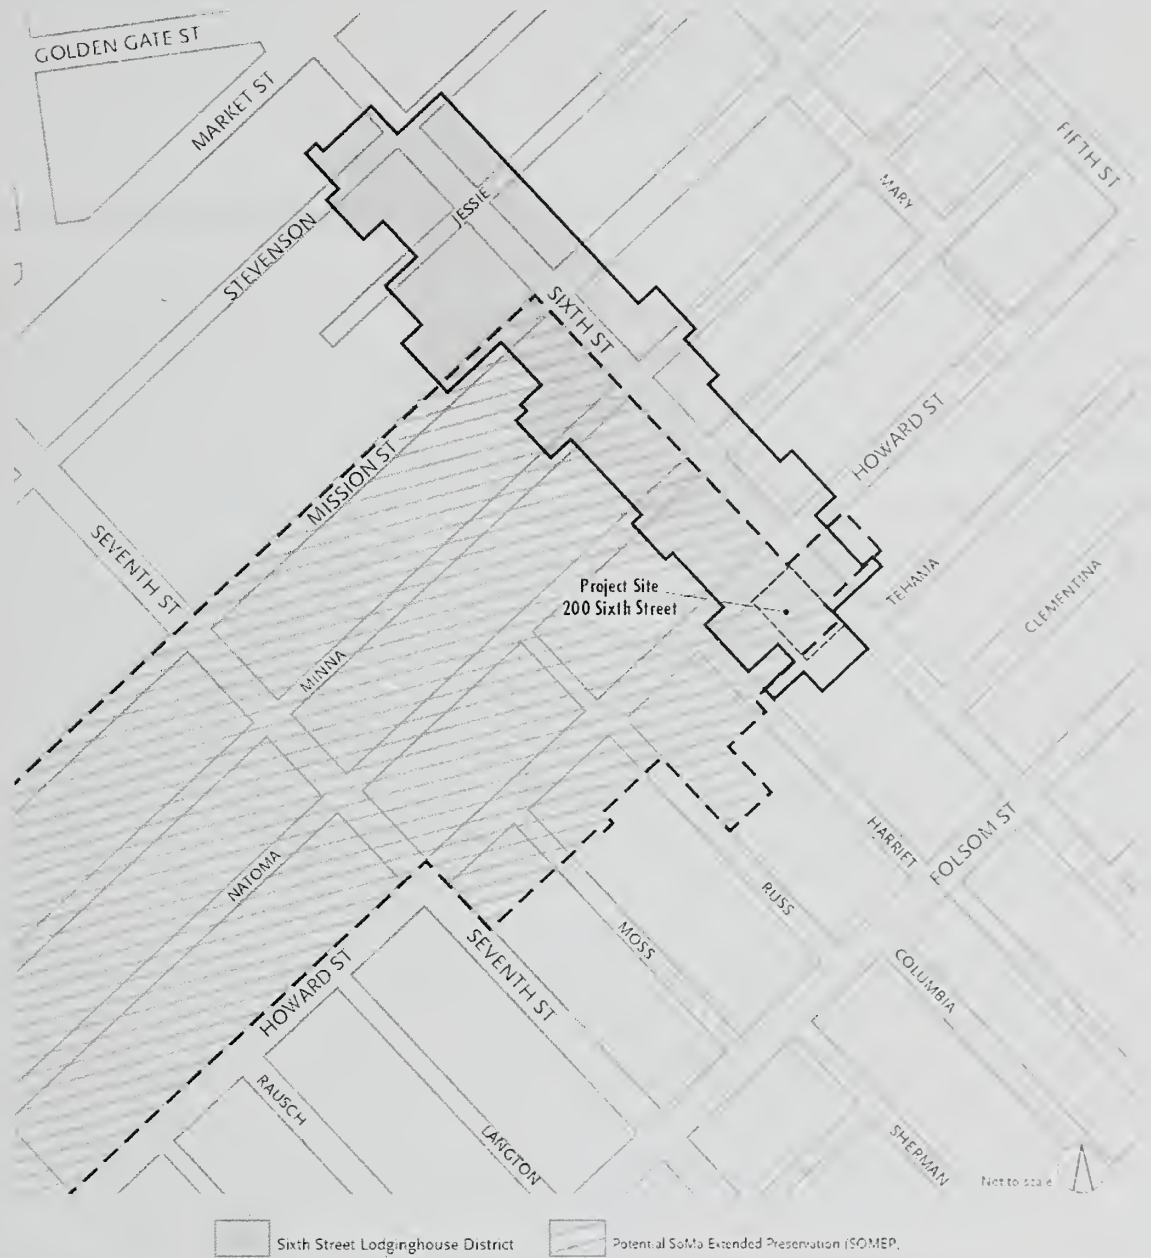 GOLDEN GATE ST
MARKET ST
FIFTH ST
MARY
JESSIE
STEVENSON
SIXTH ST
HOWARD ST
MISSION ST
SEVENTH ST
TEHAMA
CLEMENTINA
Project Site
200 Sixth Street
MINNA
HARRIET
FOLSOM ST
NATOMA
RUSS
MOSS
SEVENTH ST
COLUMBIA
HOWARD ST
RAUSCH
LANGTON
SHERMAN
Not to scale
Sixth Street Lodginghouse District
Potential SoMa Extended Preservation (SOMEP,